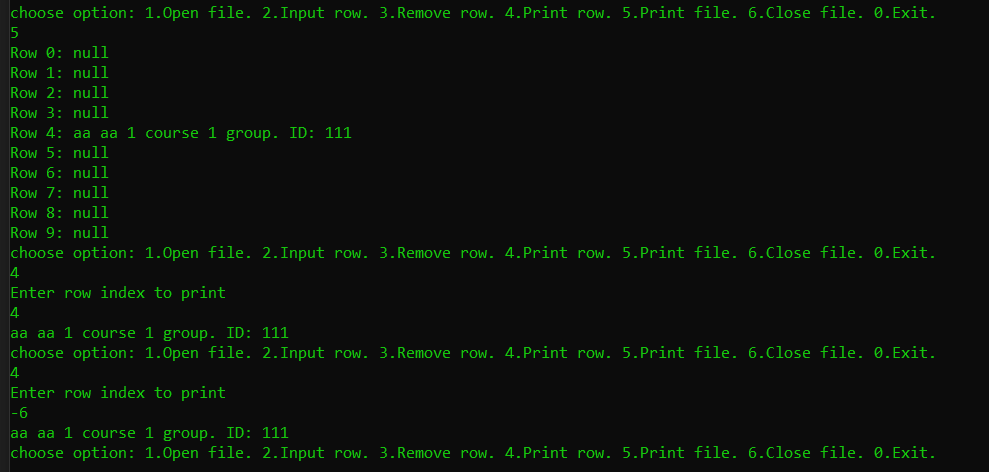 choose option: 1.Open file. 2.Input row. 3.Remove row. 4.Print row. 5.Print file. 6.Close file. 0.Exit.
5
Row 0: null
Row 1: null
Row 2: null
Row 3: null
Row 4: aa aa 1 course 1 group. ID: 111
Row 5: null
Row 6: null
Row 7: null
Row 8: null
Row 9: null
choose option: 1.Open file. 2.Input row. 3.Remove row. 4.Print row. 5.Print file. 6.Close file. 0.Exit.
4
Enter row index to print
4
aa aa 1 course 1 group. ID: 111
choose option: 1.Open file. 2.Input row. 3.Remove row. 4.Print row. 5.Print file. 6.Close file. 0.Exit.
4
Enter row index to print
-6
aa aa 1 course 1 group. ID: 111
choose option: 1.Open file. 2.Input row. 3.Remove row. 4.Print row. 5.Print file. 6.Close file. 0.Exit.